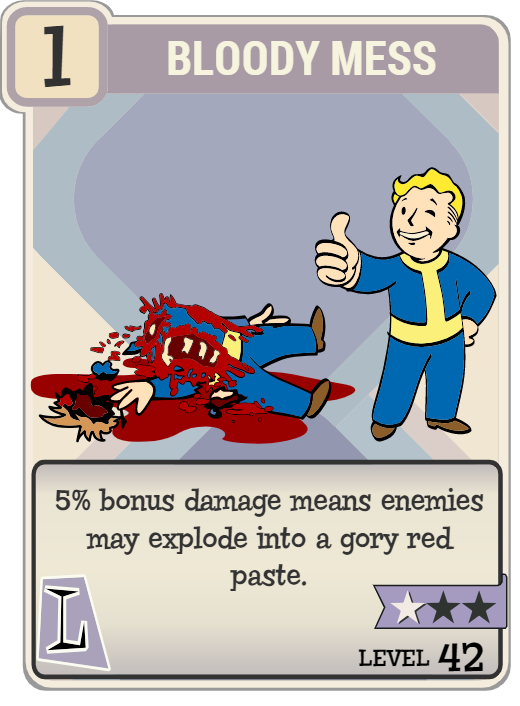 1
BLOODY MESS
5% bonus damage means enemies
may explode into a gory red
paste.
L
LEVEL 42